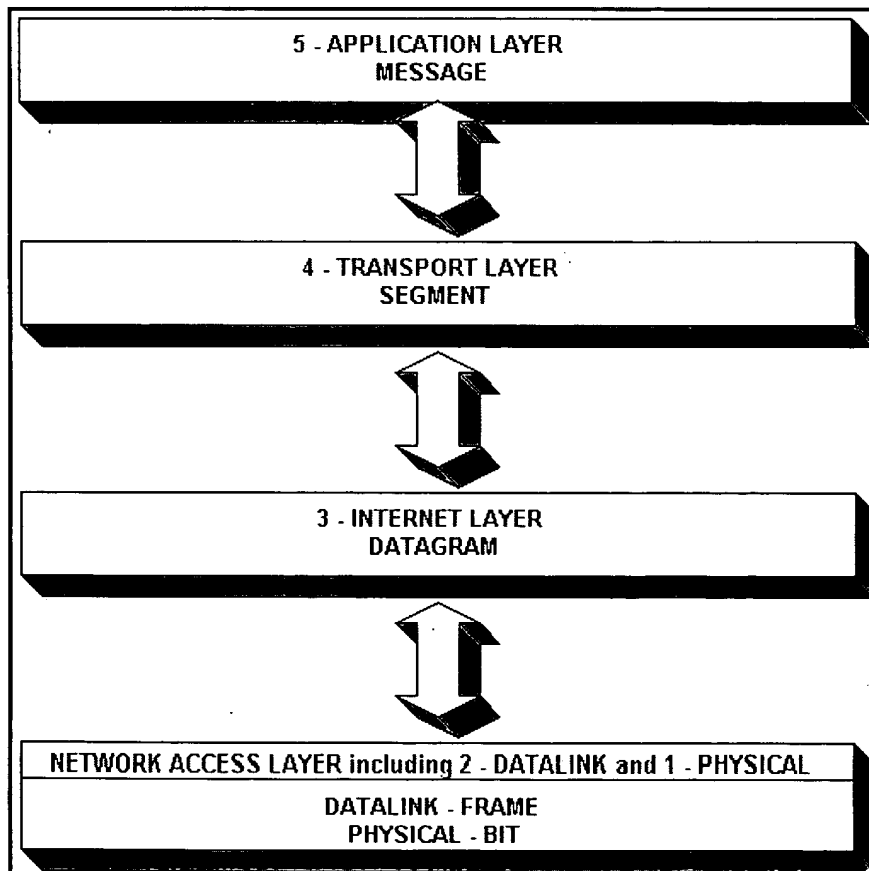 5 - APPLICATION LAYER
MESSAGE
4 - TRANSPORT LAYER
SEGMENT
3 - INTERNET LAYER
DATAGRAM
NETWORK ACCESS LAYER including 2 - DATALINK and 1 - PHYSICAL
DATALINK - FRAME
PHYSICAL - BIT